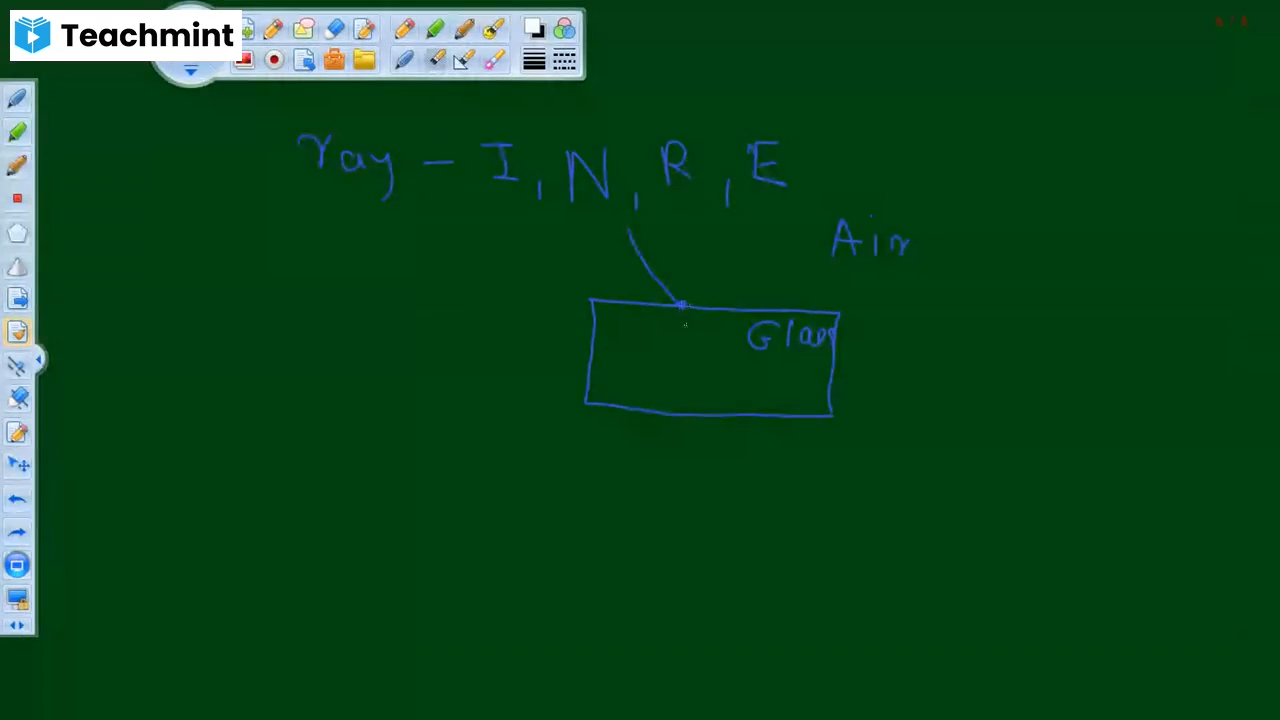 Teachmint
ray - I, N, R, E
Air
Glass